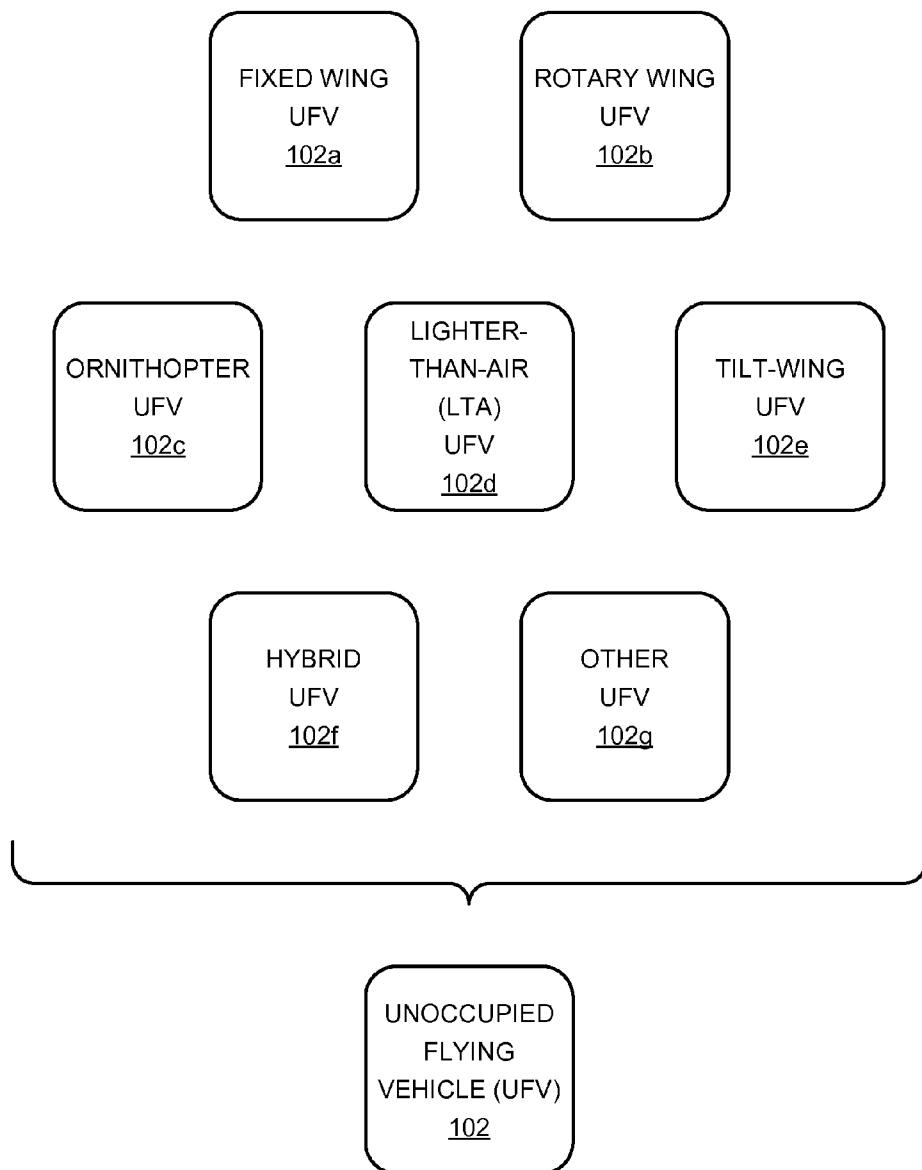 FIXED WING
UFV
102a
ROTARY WING
UFV
102b
ORNITHOPTER
UFV
102c
LIGHTER-
THAN-AIR
(LTA)
UFV
102d
TILT-WING
UFV
102e
HYBRID
UFV
102f
OTHER
UFV
102g
UNOCCUPIED
FLYING
VEHICLE (UFV)
102